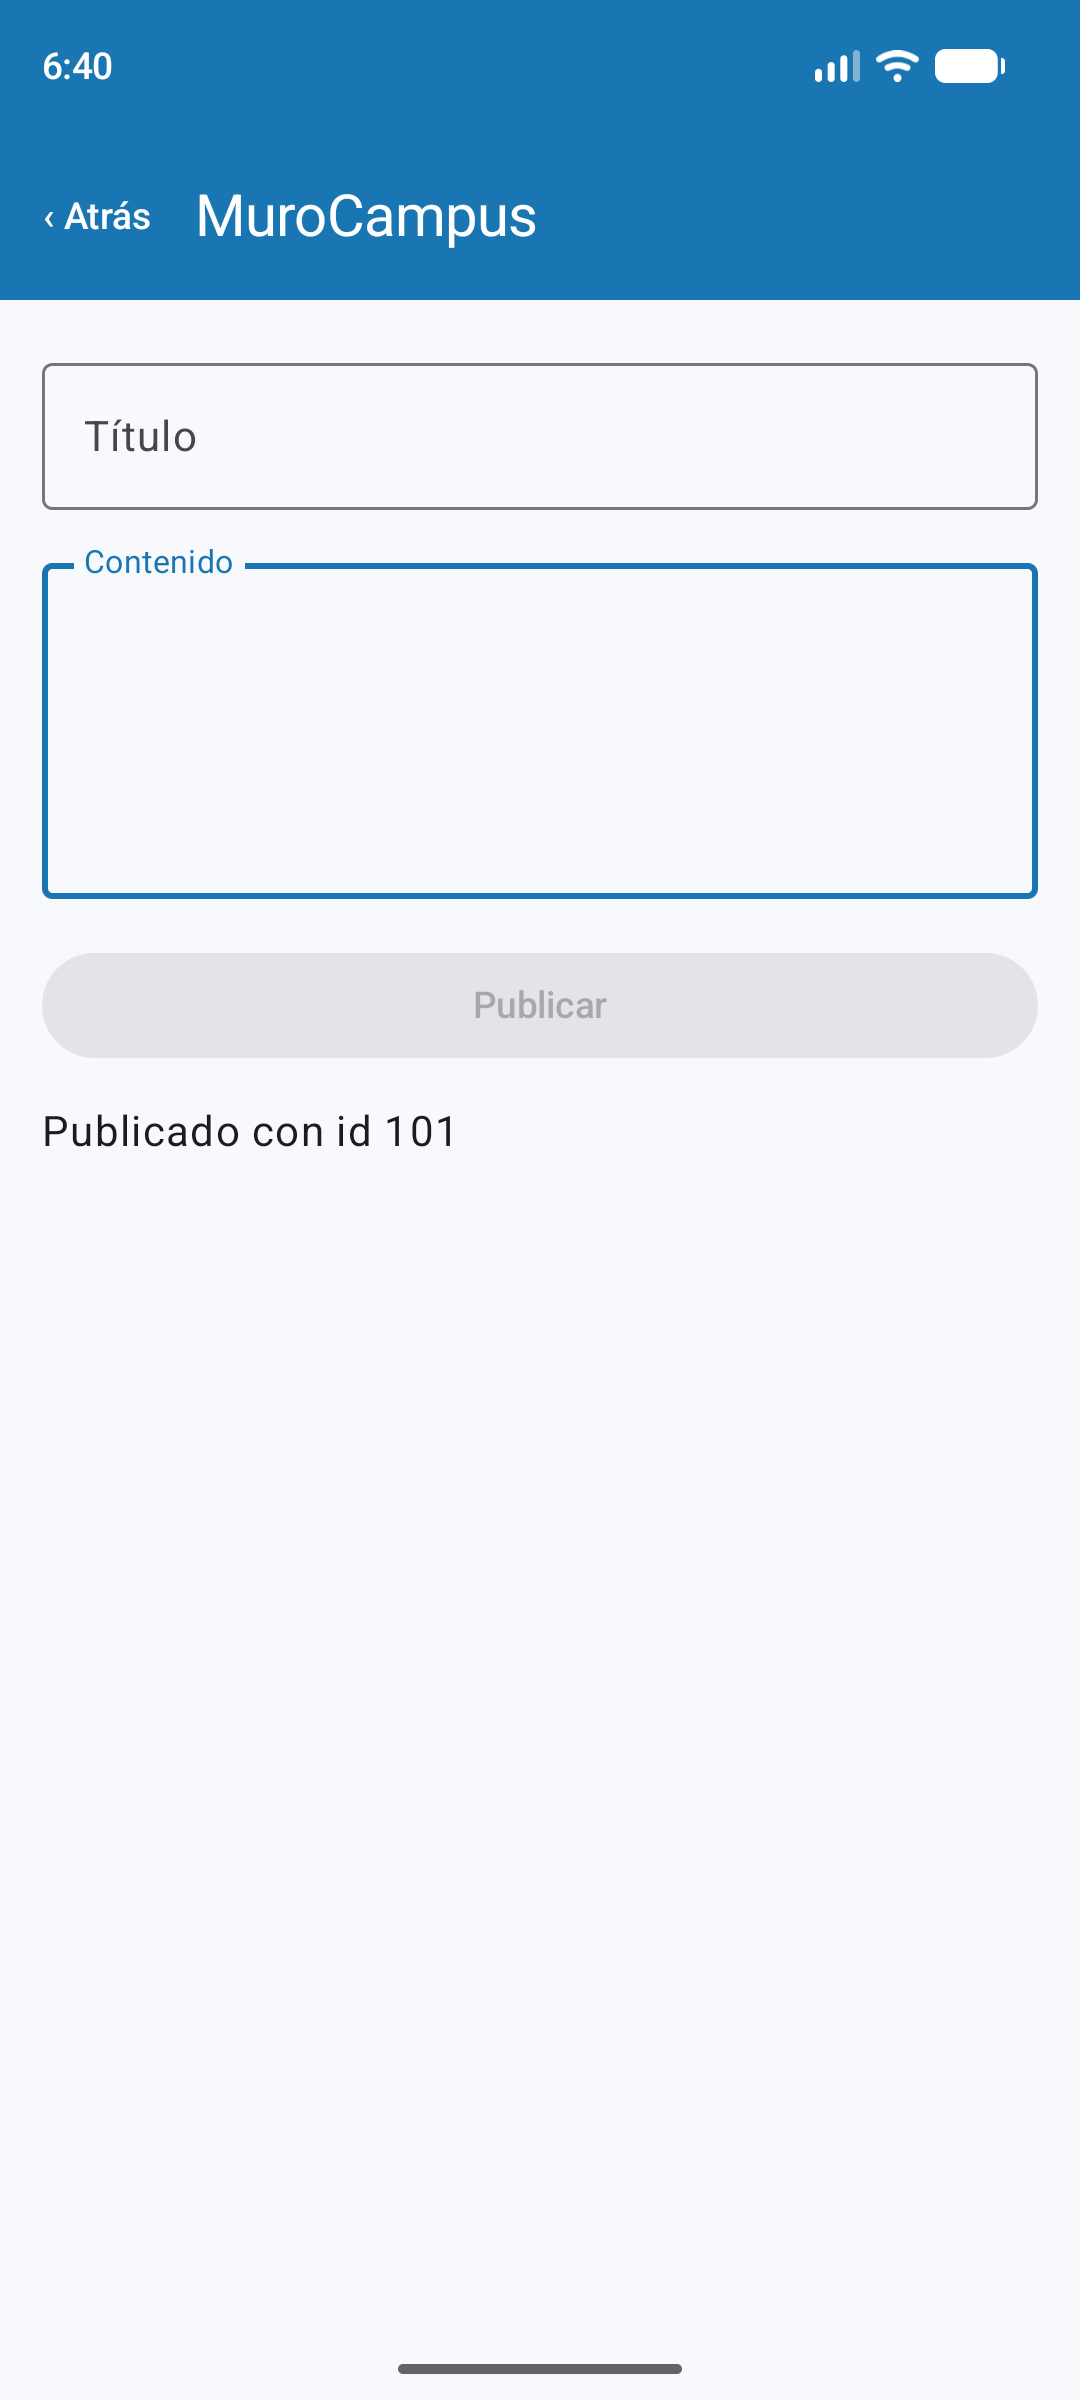 6:40
‹ Atrás MuroCampus
Título
Contenido
Publicar
Publicado con id 101